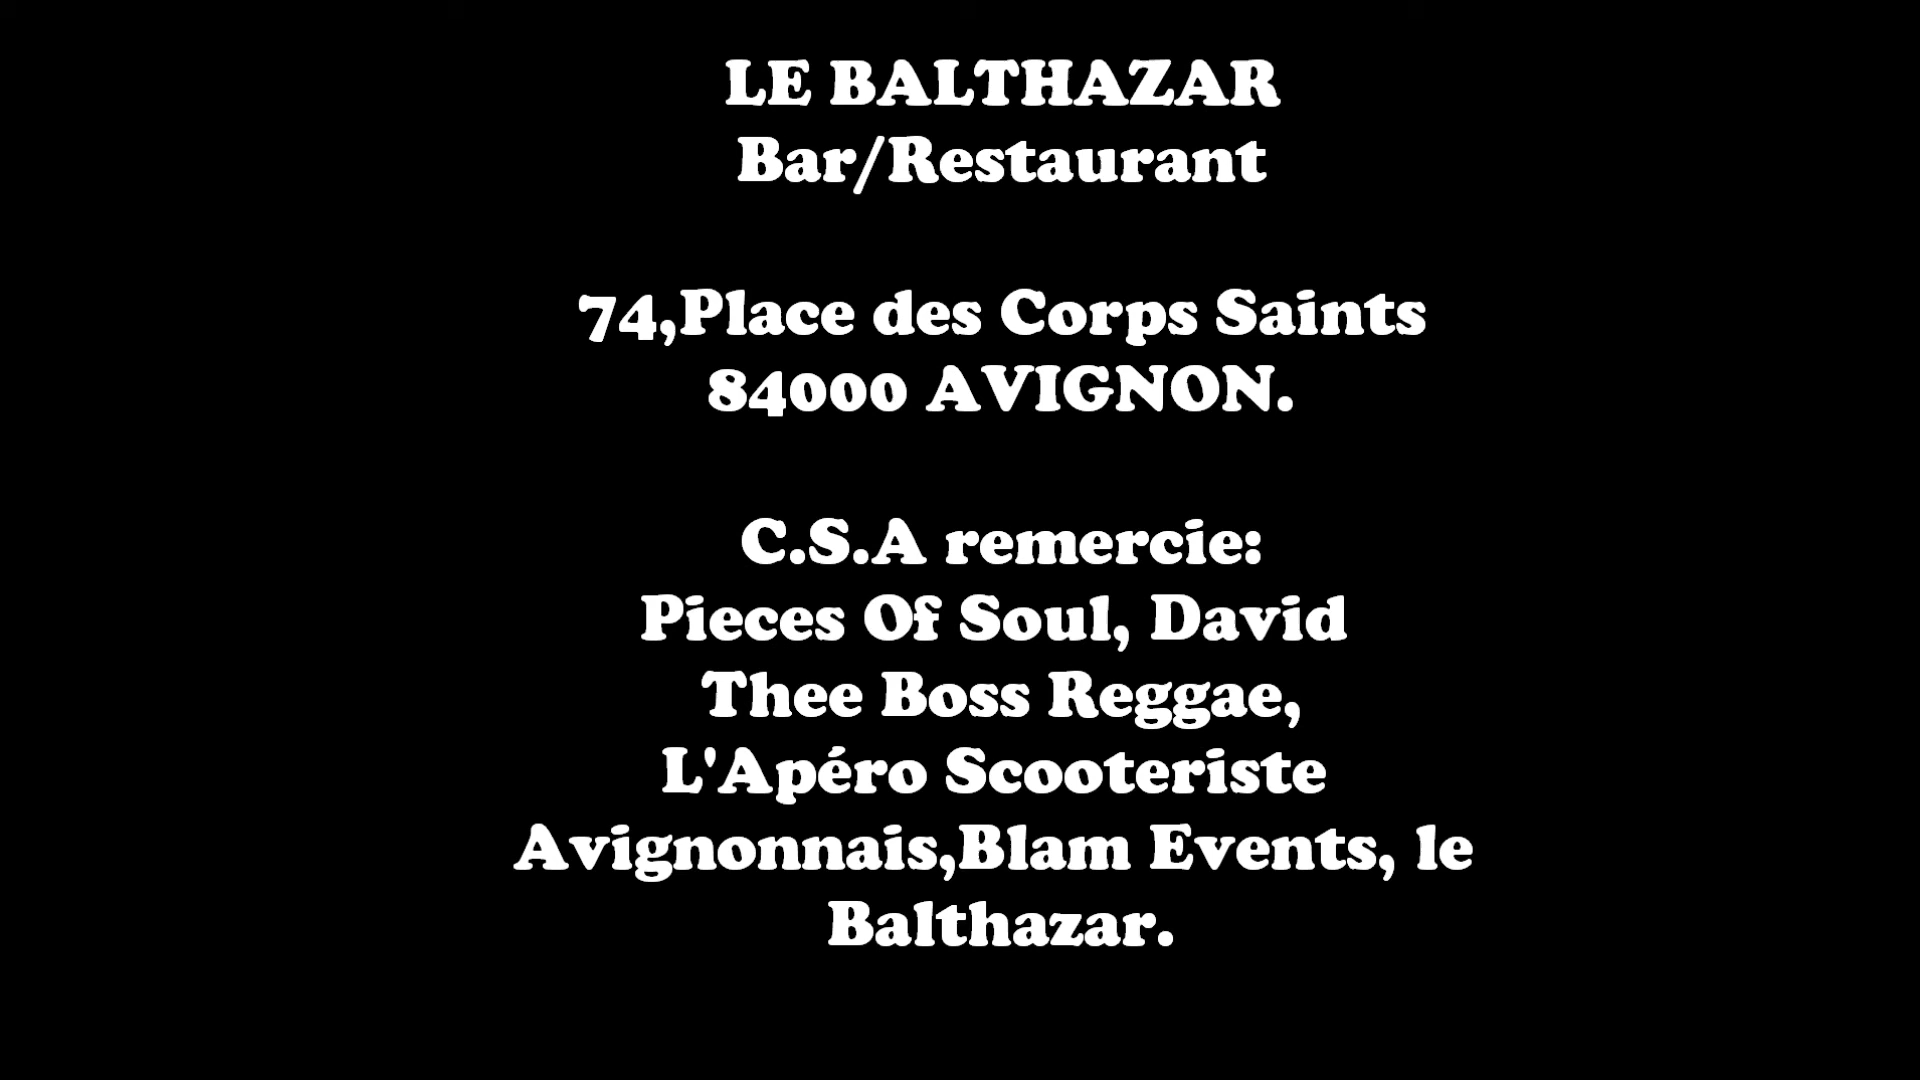 LE BALTHAZAR
Bar/Restaurant
74,Place des Corps Saints
84000 AVIGNON.
C.S.A remercie:
Pieces Of Soul, David
Thee Boss Reggae,
L'Apéro Scooteriste
Avignonnais,Blam Events, le
Balthazar.